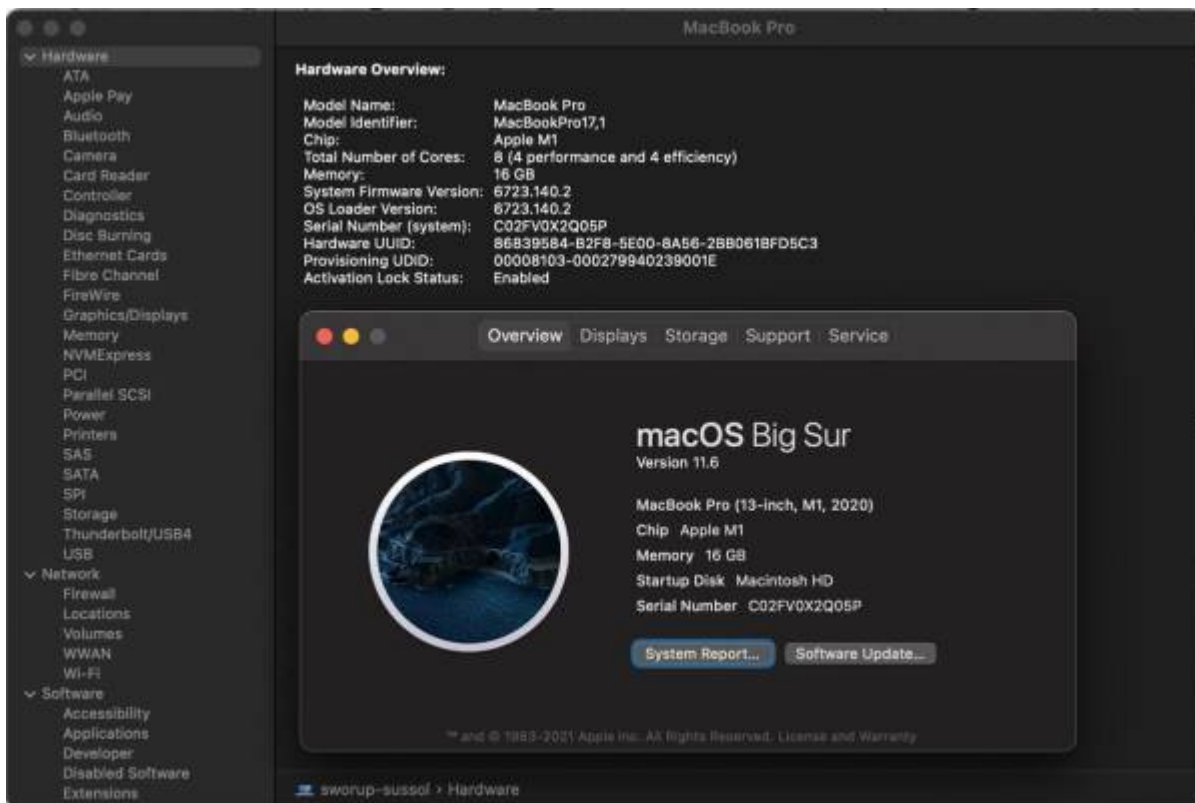 MacBook Pro
Hardware
ATA
Apple Pay
Audio
Bluetooth
Camera
Card Reader
Controller
Diagnostics
Disc Burning
Ethernet Cards
Fibre Channel
FireWire
Graphics/Displays
Memory
NVMExpress
PCI
Parallel SCSI
Power
Printers
SAS
SATA
SPI
Storage
Thunderbolt/USB4
USB
Network
Firewall
Locations
Volumes
WWAN
Wi-Fi
Software
Accessibility
Applications
Developer
Disabled Software
Extensions
Hardware Overview:
Model Name: MacBook Pro
Model Identifier: MacBookPro17,1
Chip: Apple M1
Total Number of Cores: 8 (4 performance and 4 efficiency)
Memory: 16 GB
System Firmware Version: 6723.140.2
OS Loader Version: 6723.140.2
Serial Number (system): C02FV0X2Q05P
Hardware UUID: 86839584-B2F8-5E00-8A56-2BB061BFD5C3
Provisioning UDID: 00008103-000279940239001E
Activation Lock Status: Enabled
Overview Displays Storage Support Service
macOS Big Sur
Version 11.6
MacBook Pro (13-inch, M1, 2020)
Chip Apple M1
Memory 16 GB
Startup Disk Macintosh HD
Serial Number C02FV0X2Q05P
System Report... Software Update...
™ and © 1983-2021 Apple Inc. All Rights Reserved. License and Warranty
sworup-sussol › Hardware